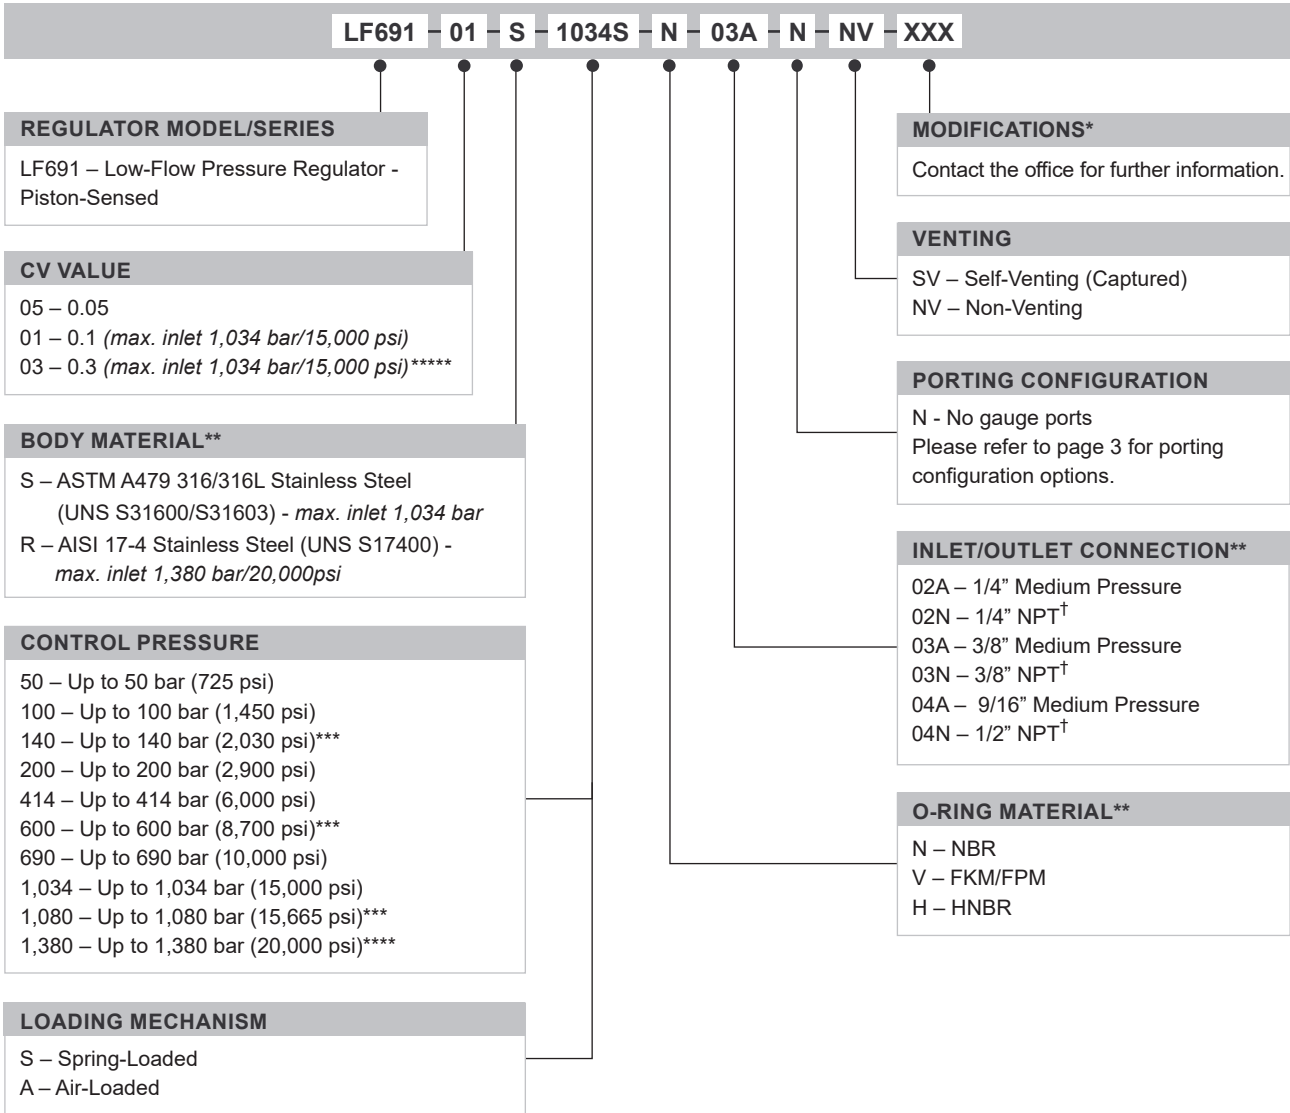 LF691 01 S 1034S N 03A N NV XXX
REGULATOR MODEL/SERIES
LF691 – Low-Flow Pressure Regulator -
Piston-Sensed
CV VALUE
05 – 0.05
01 – 0.1 (max. inlet 1,034 bar/15,000 psi)
03 – 0.3 (max. inlet 1,034 bar/15,000 psi)*****
BODY MATERIAL**
S – ASTM A479 316/316L Stainless Steel
(UNS S31600/S31603) - max. inlet 1,034 bar
R – AISI 17-4 Stainless Steel (UNS S17400) -
max. inlet 1,380 bar/20,000psi
CONTROL PRESSURE
50 – Up to 50 bar (725 psi)
100 – Up to 100 bar (1,450 psi)
140 – Up to 140 bar (2,030 psi)***
200 – Up to 200 bar (2,900 psi)
414 – Up to 414 bar (6,000 psi)
600 – Up to 600 bar (8,700 psi)***
690 – Up to 690 bar (10,000 psi)
1,034 – Up to 1,034 bar (15,000 psi)
1,080 – Up to 1,080 bar (15,665 psi)***
1,380 – Up to 1,380 bar (20,000 psi)****
LOADING MECHANISM
S – Spring-Loaded
A – Air-Loaded
MODIFICATIONS*
Contact the office for further information.
VENTING
SV – Self-Venting (Captured)
NV – Non-Venting
PORTING CONFIGURATION
N - No gauge ports
Please refer to page 3 for porting
configuration options.
INLET/OUTLET CONNECTION**
02A – 1/4” Medium Pressure
02N – 1/4” NPT†
03A – 3/8” Medium Pressure
03N – 3/8” NPT†
04A – 9/16” Medium Pressure
04N – 1/2” NPT†
O-RING MATERIAL**
N – NBR
V – FKM/FPM
H – HNBR